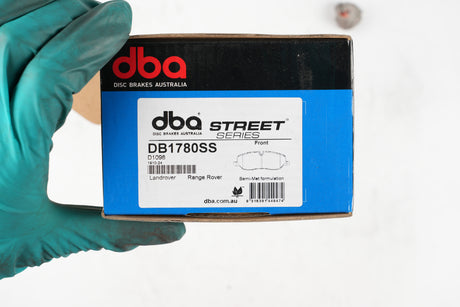 dba
DISC BRAKES AUSTRALIA
dba STREET
DISC BRAKES AUSTRALIA SERIES
DB1780SS Front
D1098
Landrover Range Rover Semi-Met formulation
dba.com.au